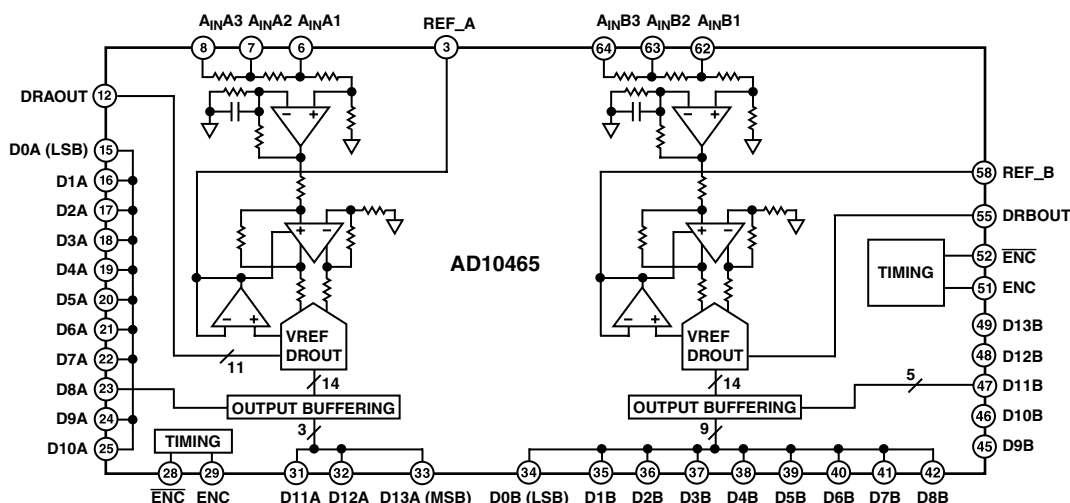 AINA3 AINA2 AINA1 REF_A AINB3 AINB2 AINB1
8 7 6 3 64 63 62
DRAOUT 12
D0A (LSB) 15
D1A 16
D2A 17
D3A 18
D4A 19
D5A 20
D6A 21
D7A 22
D8A 23
D9A 24
D10A 25
− +
+ −
− +
VREF
DROUT
11
14
OUTPUT BUFFERING
3
TIMING
AD10465
− +
+ −
− +
VREF
DROUT
14
OUTPUT BUFFERING
9
5
58 REF_B
55 DRBOUT
TIMING
52 ENC
51 ENC
49 D13B
48 D12B
47 D11B
46 D10B
45 D9B
28 29 31 32 33 34 35 36 37 38 39 40 41 42
ENC ENC D11A D12A D13A (MSB) D0B (LSB) D1B D2B D3B D4B D5B D6B D7B D8B